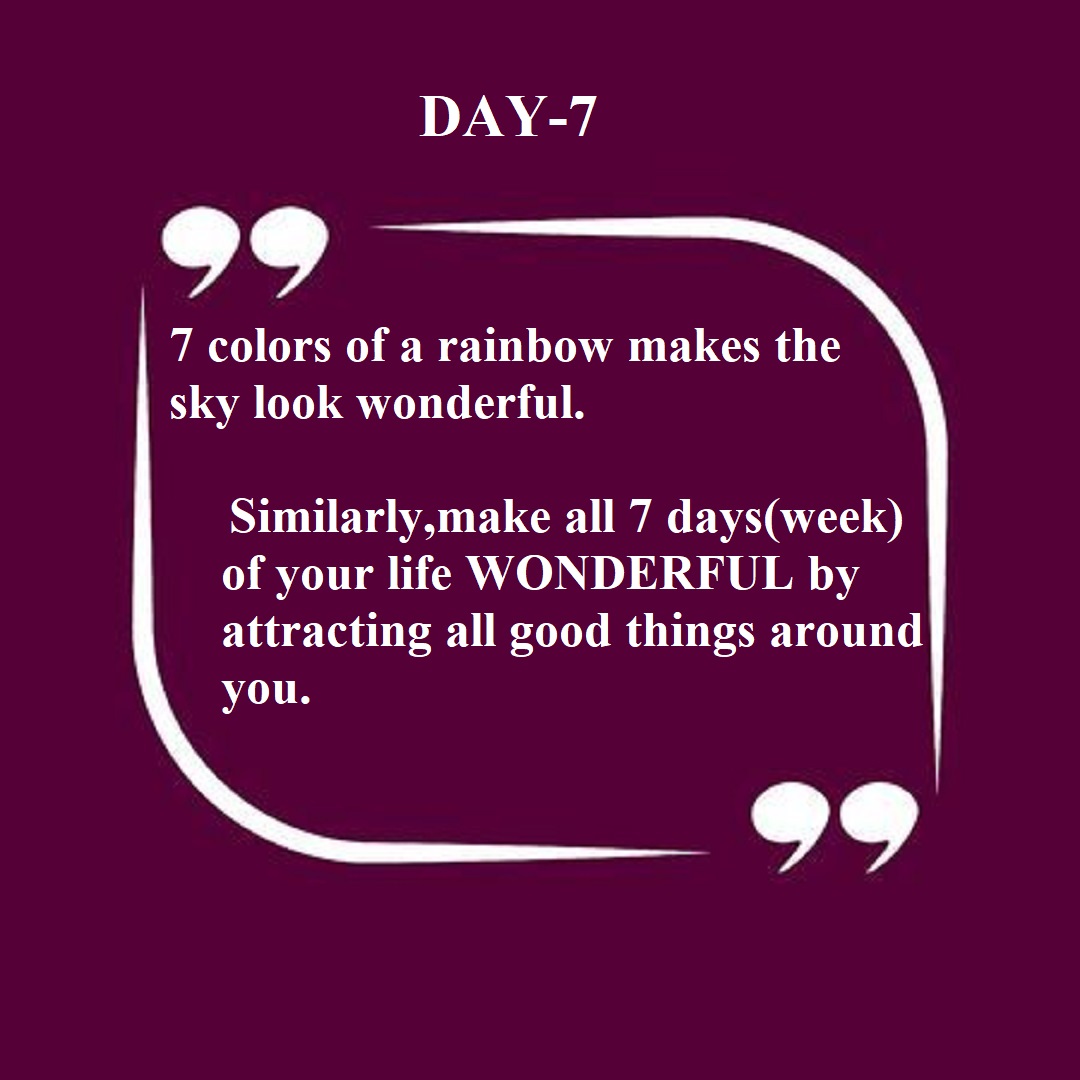 DAY-7
7 colors of a rainbow makes the
sky look wonderful.
Similarly,make all 7 days(week)
of your life WONDERFUL by
attracting all good things around
you.